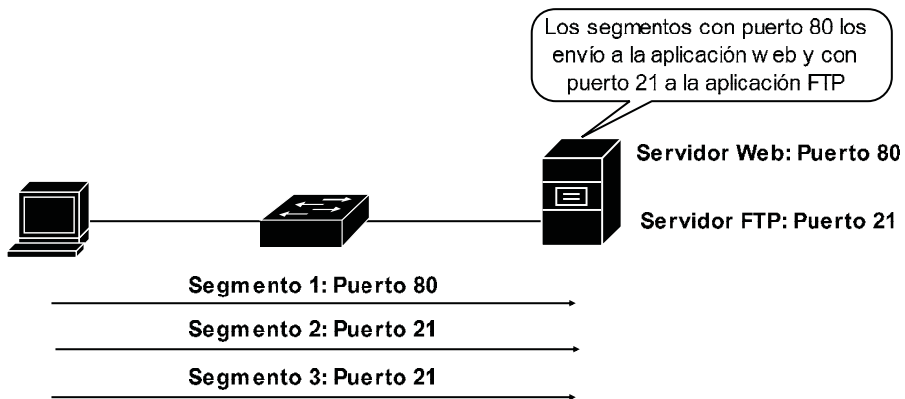 Los segmentos con puerto 80 los
envío a la aplicación web y con
puerto 21 a la aplicación FTP
Servidor Web: Puerto 80
Servidor FTP: Puerto 21
Segmento 1: Puerto 80
Segmento 2: Puerto 21
Segmento 3: Puerto 21